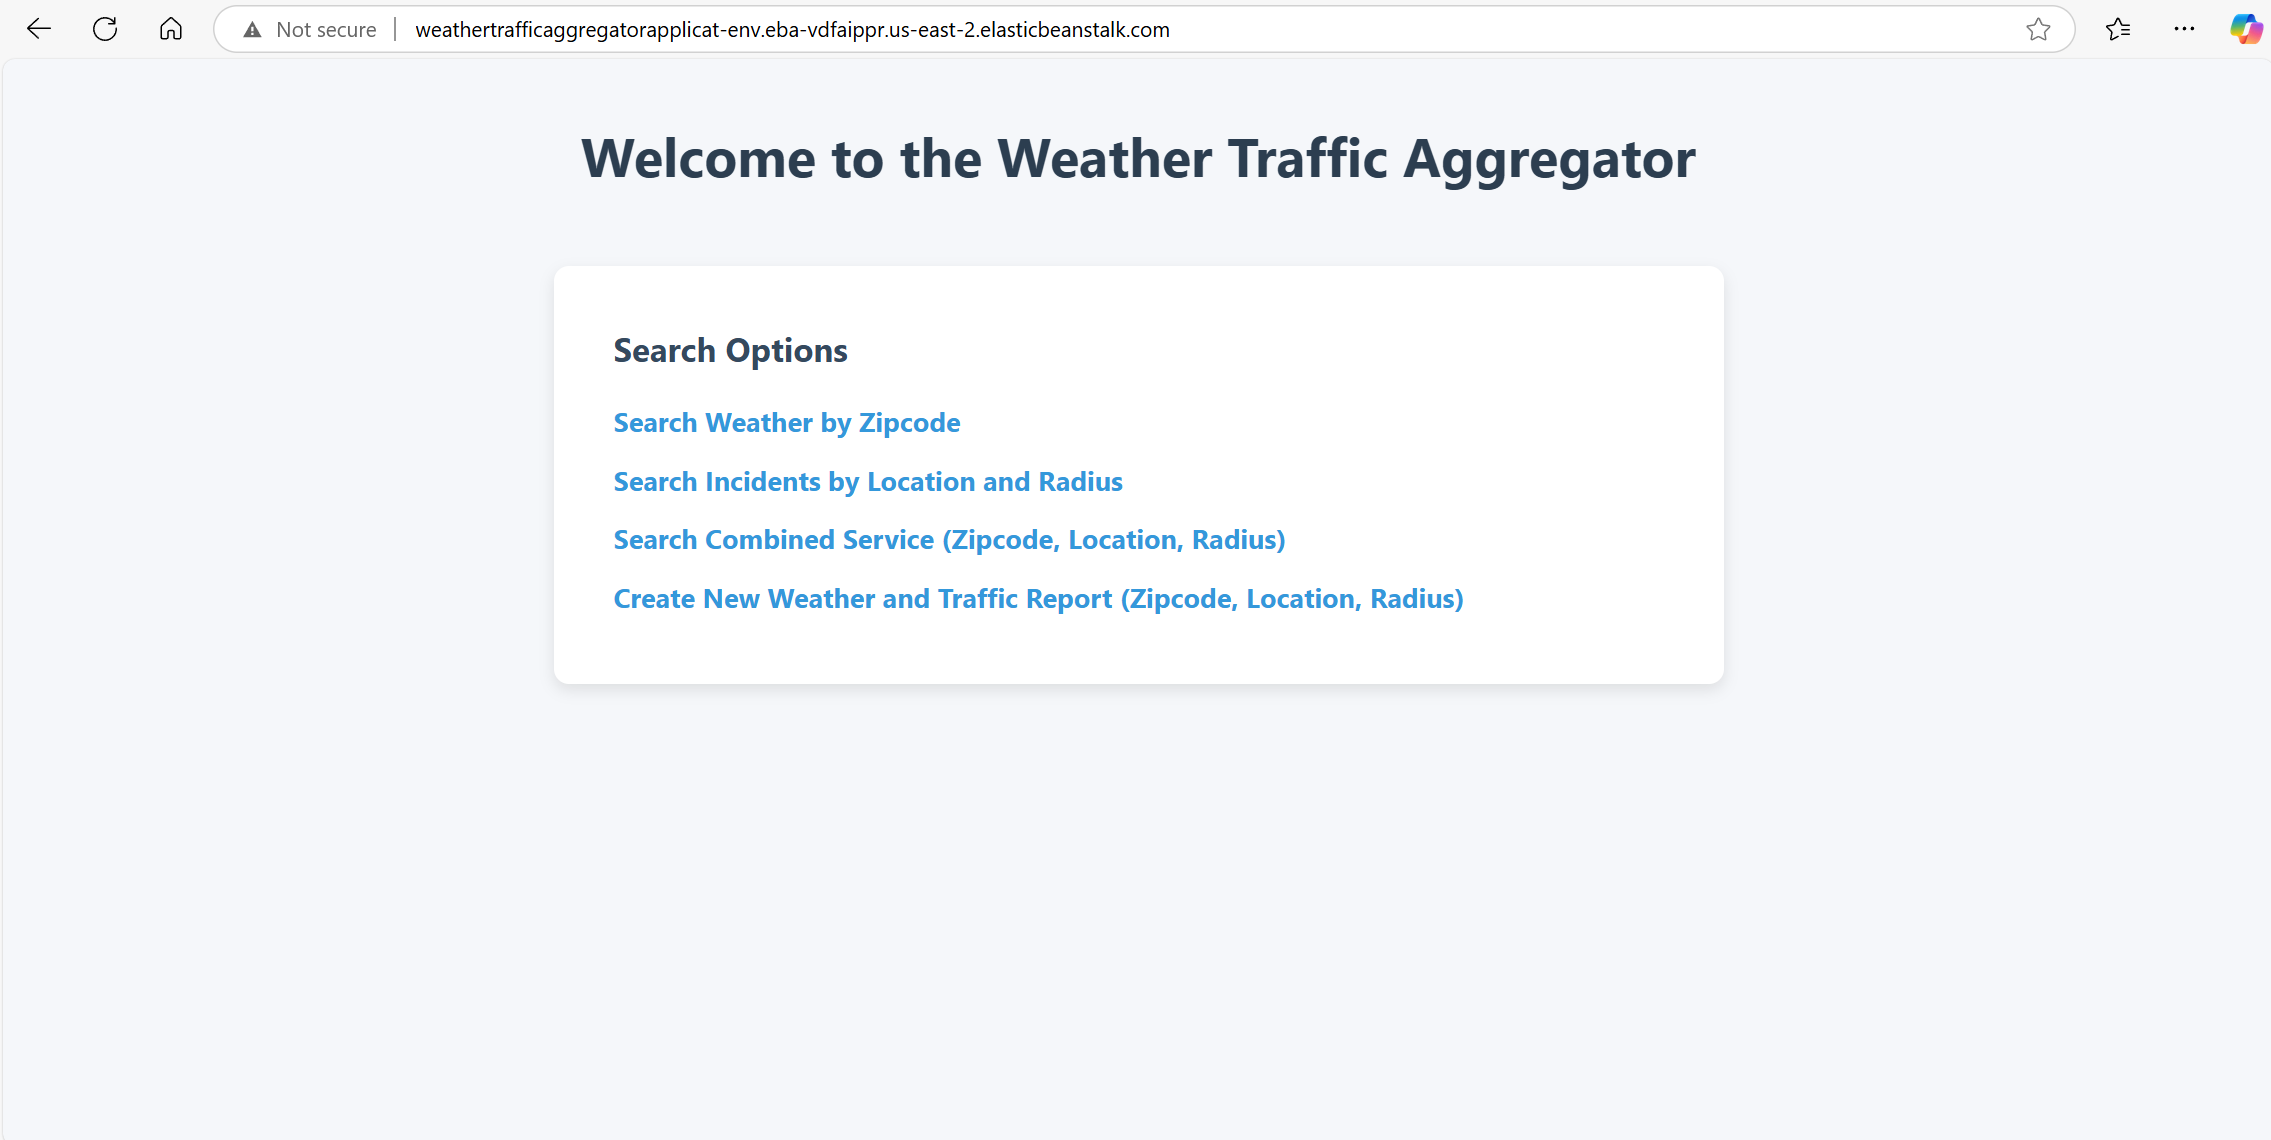 Not secure weathertrafficaggregatorapplicat-env.eba-vdfaippr.us-east-2.elasticbeanstalk.com
Welcome to the Weather Traffic Aggregator
Search Options
Search Weather by Zipcode
Search Incidents by Location and Radius
Search Combined Service (Zipcode, Location, Radius)
Create New Weather and Traffic Report (Zipcode, Location, Radius)